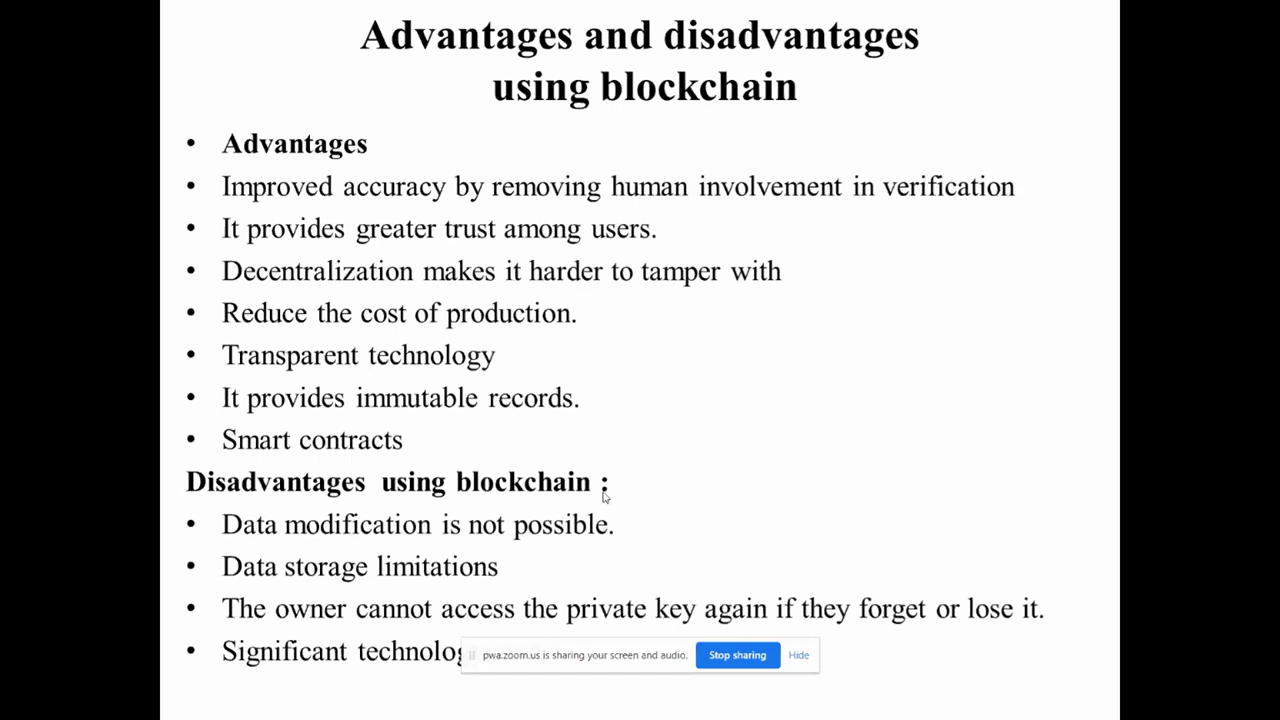 Advantages and disadvantages
using blockchain
• Advantages
• Improved accuracy by removing human involvement in verification
• It provides greater trust among users.
• Decentralization makes it harder to tamper with
• Reduce the cost of production.
• Transparent technology
• It provides immutable records.
• Smart contracts
Disadvantages using blockchain :
• Data modification is not possible.
• Data storage limitations
• The owner cannot access the private key again if they forget or lose it.
• Significant
pwa.zoom.us is sharing your screen and audio. Stop sharing Hide